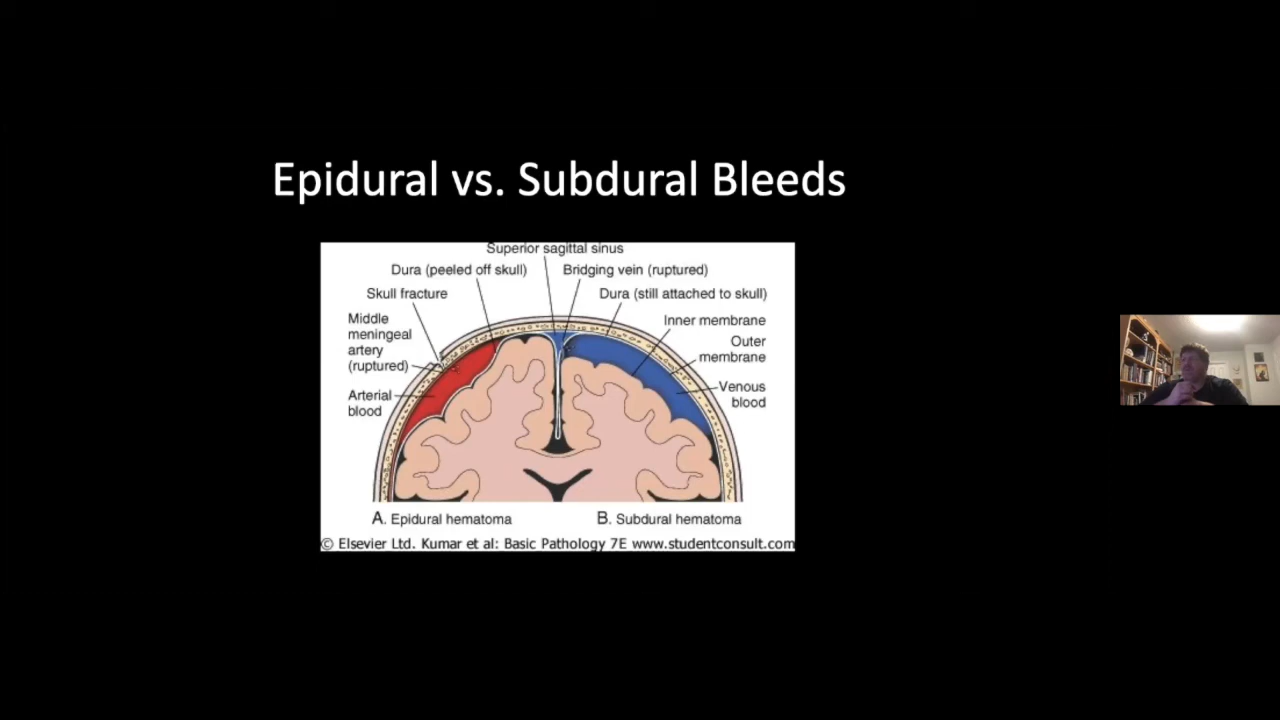 Epidural vs. Subdural Bleeds
Superior sagittal sinus
Dura (peeled off skull)
Bridging vein (ruptured)
Skull fracture
Dura (still attached to skull)
Middle
meningeal
artery
(ruptured)
Inner membrane
Outer
membrane
Arterial
blood
Venous
blood
A. Epidural hematoma
B. Subdural hematoma
© Elsevier Ltd. Kumar et al: Basic Pathology 7E www.studentconsult.com